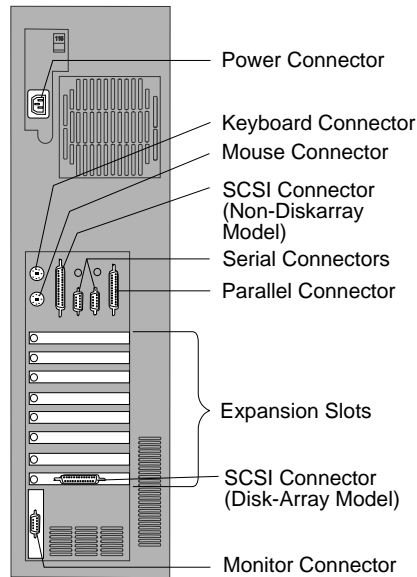 115
Power Connector
Keyboard Connector
Mouse Connector
SCSI Connector
(Non-Diskarray
Model)
Serial Connectors
Parallel Connector
Expansion Slots
SCSI Connector
(Disk-Array Model)
Monitor Connector